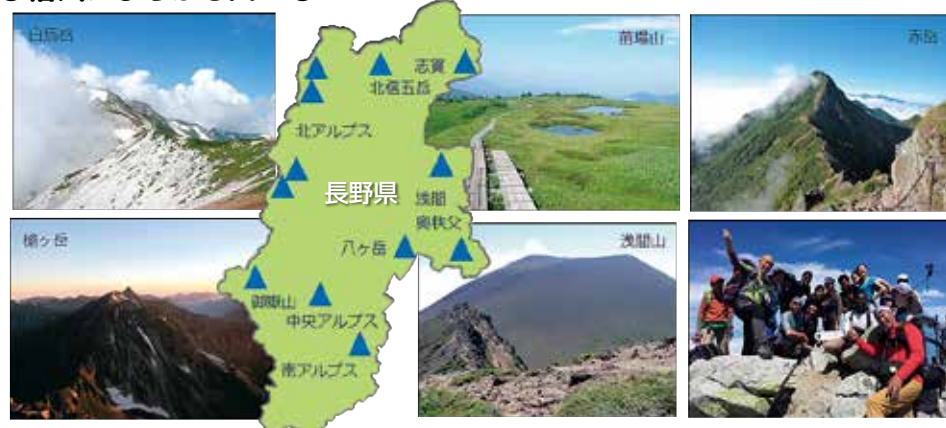 白馬岳
苗場山
赤岳
志賀
北信五岳
北アルプス
長野県
浅間
奥秩父
槍ヶ岳
八ヶ岳
浅間山
御嶽山
中央アルプス
南アルプス